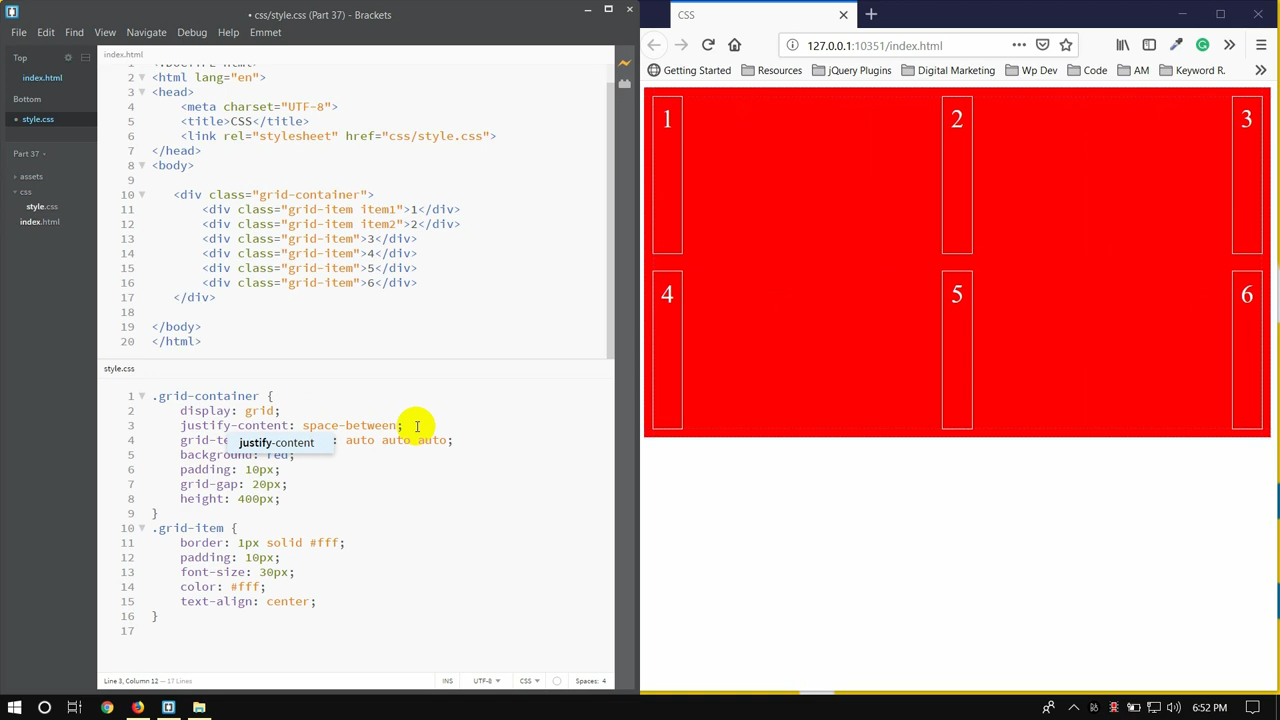 • css/style.css (Part 37) - Brackets
File Edit Find View Navigate Debug Help Emmet
Top
index.html
Bottom
• style.css
Part 37
assets
css
style.css
index.html
index.html
2 <html lang="en">
3 <head>
4 <meta charset="UTF-8">
5 <title>CSS</title>
6 <link rel="stylesheet" href="css/style.css">
7 </head>
8 <body>
9
10 <div class="grid-container">
11 <div class="grid-item item1">1</div>
12 <div class="grid-item item2">2</div>
13 <div class="grid-item">3</div>
14 <div class="grid-item">4</div>
15 <div class="grid-item">5</div>
16 <div class="grid-item">6</div>
17 </div>
18
19 </body>
20 </html>
style.css
1 .grid-container {
2 display: grid;
3 justify-content: space-between;
4 grid-te : auto auto auto;
justify-content
5 background: red;
6 padding: 10px;
7 grid-gap: 20px;
8 height: 400px;
9 }
10 .grid-item {
11 border: 1px solid #fff;
12 padding: 10px;
13 font-size: 30px;
14 color: #fff;
15 text-align: center;
16 }
17
Line 3, Column 12 — 17 Lines
INS UTF-8 CSS Spaces: 4
CSS
127.0.0.1:10351/index.html
Getting Started Resources jQuery Plugins Digital Marketing Wp Dev Code AM Keyword R.
1 2 3
4 5 6
6:52 PM